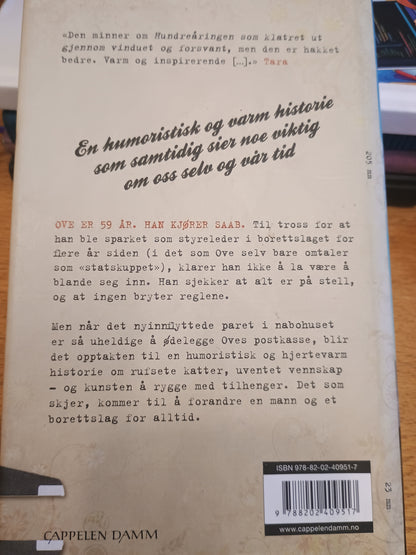 «Den minner om Hundreåringen som klatret ut
gjennom vinduet og forsvant, men den er hakket
bedre. Varm og inspirerende […].» Tara
En humoristisk og varm historie
som samtidig sier noe viktig
om oss selv og vår tid
205 mm
OVE ER 59 ÅR. HAN KJØRER SAAB. Til tross for at
han ble sparket som styreleder i borettslaget for
flere år siden (i det som Ove selv bare omtaler
som «statskuppet»), klarer han ikke å la være å
blande seg inn. Han sjekker at alt er på stell,
og at ingen bryter reglene.
Men når det nyinnflyttede paret i nabohuset
er så uheldige å ødelegge Oves postkasse, blir
det opptakten til en humoristisk og hjertevarm
historie om rufsete katter, uventet vennskap
– og kunsten å rygge med tilhenger. Det som
skjer, kommer til å forandre en mann og et
borettslag for alltid.
ISBN 978-82-02-40951-7
9 788202 409517
www.cappelendamm.no
23 mm
CAPPELEN DAMM